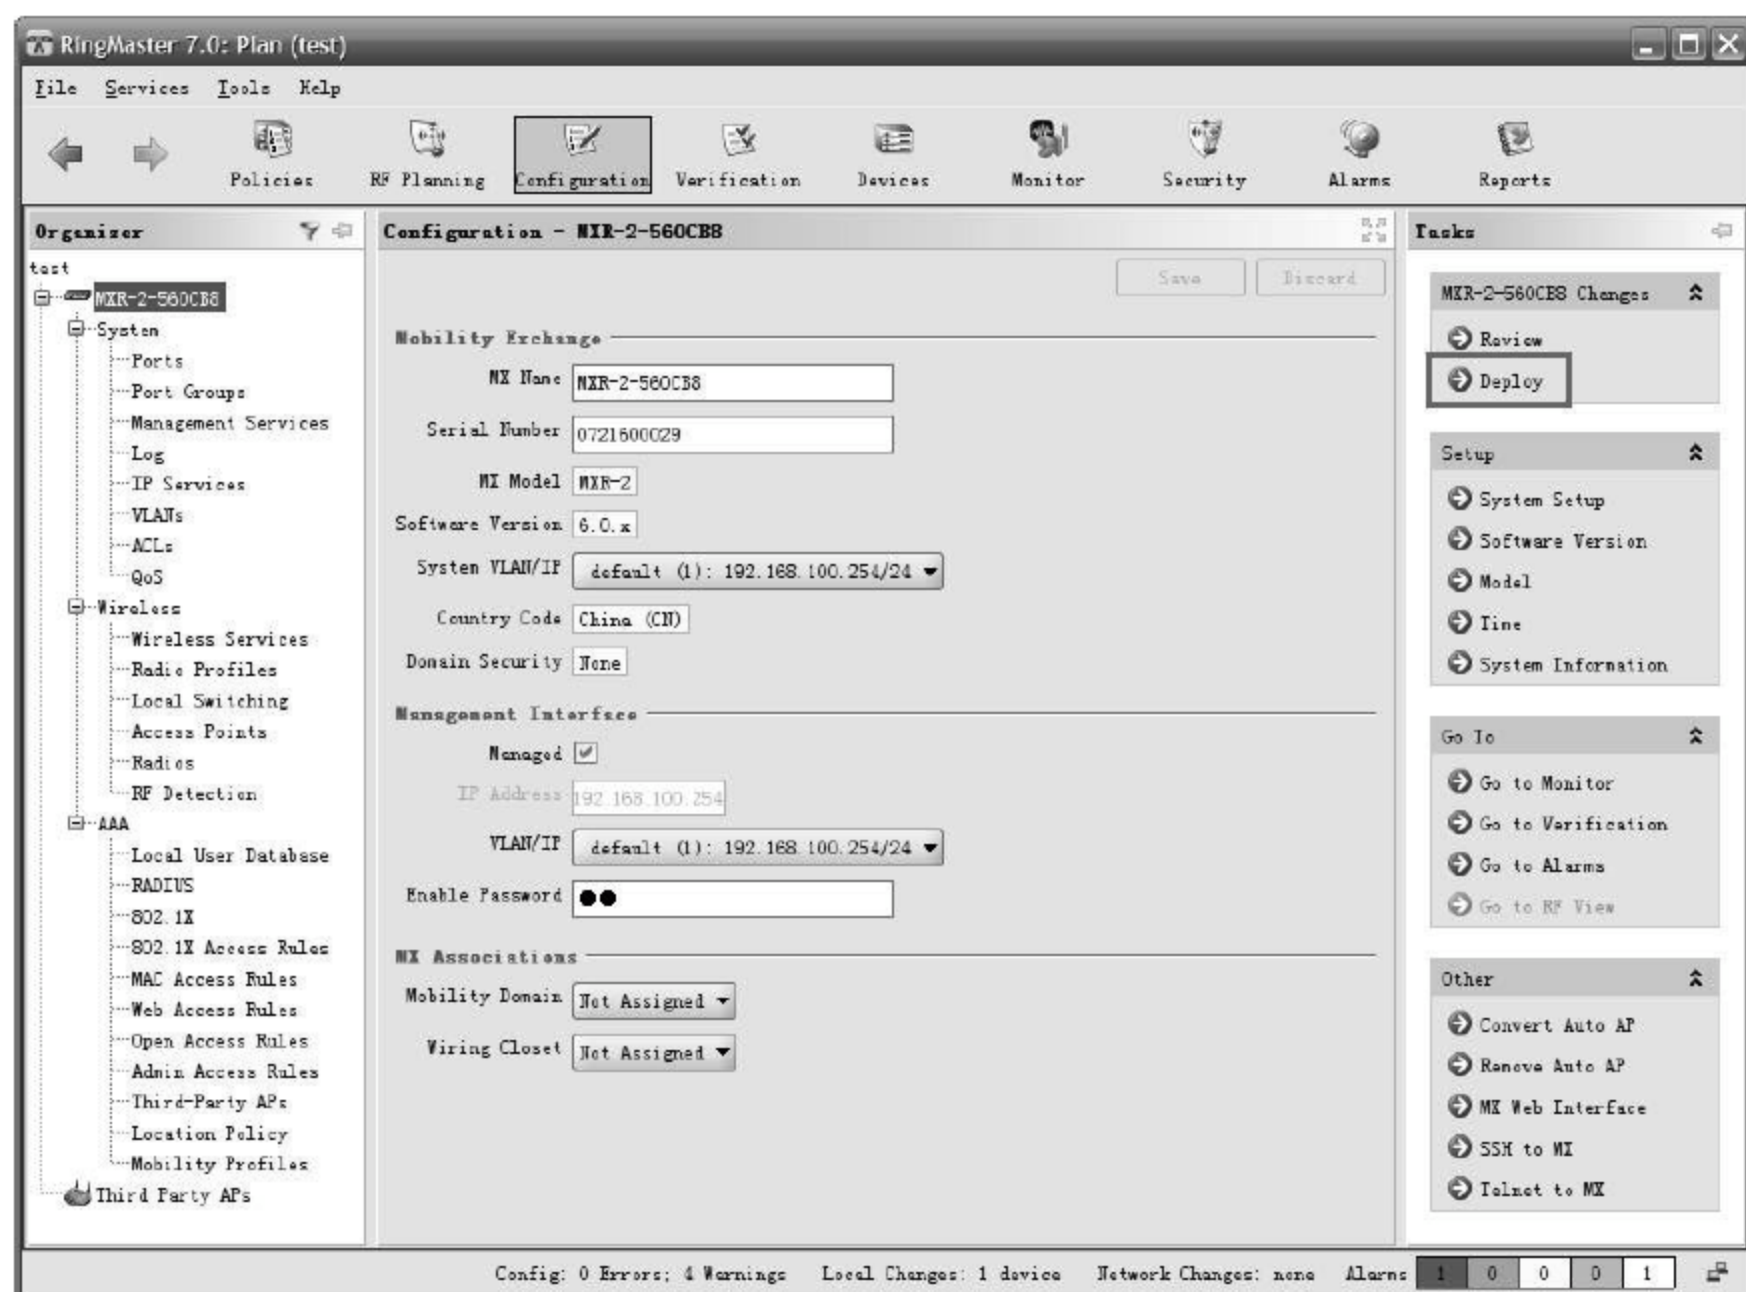 RingMaster 7.0: Plan (test)
File Services Tools Help
Policies RF Planning Configuration Verification Devices Monitor Security Alarms Reports
Organizer
test
MXR-2-560CB8
System
Ports
Port Groups
Management Services
Log
IP Services
VLANs
ACLs
QoS
Wireless
Wireless Services
Radio Profiles
Local Switching
Access Points
Radios
RF Detection
AAA
Local User Database
RADIUS
802.1X
802.1X Access Rules
MAC Access Rules
Web Access Rules
Open Access Rules
Admin Access Rules
Third-Party APs
Location Policy
Mobility Profiles
Third Party APs
Configuration - MXR-2-560CB8
Save Discard
Mobility Exchange
MX Name MXR-2-560CB8
Serial Number 0721600029
MX Model MXR-2
Software Version 6.0.x
System VLAN/IP default (1): 192.168.100.254/24
Country Code China (CN)
Domain Security None
Management Interface
Managed
IP Address 192.168.100.254
VLAN/IP default (1): 192.168.100.254/24
Enable Password ●●
MX Associations
Mobility Domain Not Assigned
Wiring Closet Not Assigned
Tasks
MXR-2-560CB8 Changes
Review
Deploy
Setup
System Setup
Software Version
Model
Time
System Information
Go To
Go to Monitor
Go to Verification
Go to Alarms
Go to RF View
Other
Convert Auto AP
Remove Auto AP
MX Web Interface
SSH to MX
Telnet to MX
Config: 0 Errors; 4 Warnings Local Changes: 1 device Network Changes: none Alarms 1 0 0 0 1